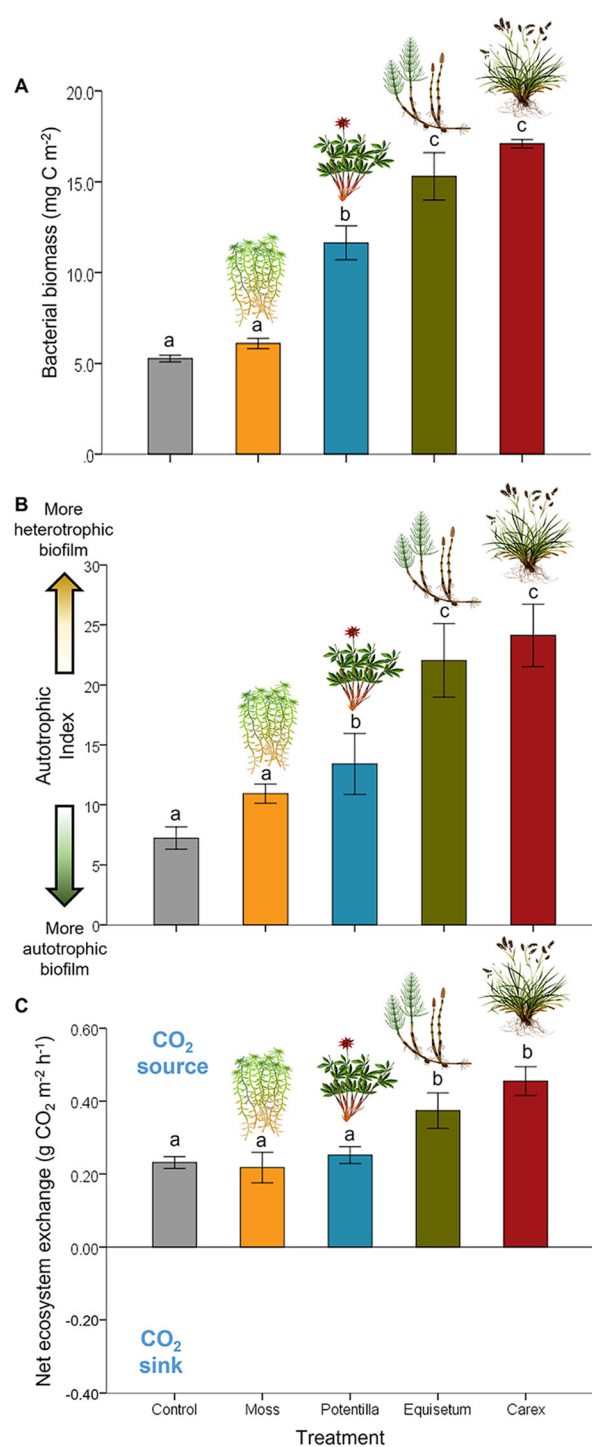 A
Bacterial biomass (mg C m-2)
20.0
15.0
10.0
5.0
.0
a
a
b
c
c
B
More
heterotrophic
biofilm
Autotrophic
Index
More
autotrophic
biofilm
30
25
20
15
10
5
0
a
a
b
c
c
C
Net ecosystem exchange (g CO2 m-2 h-1)
0.60
0.40
0.20
0.00
-0.20
-0.40
CO2
source
a
a
a
b
b
CO2
sink
Control Moss Potentilla Equisetum Carex
Treatment